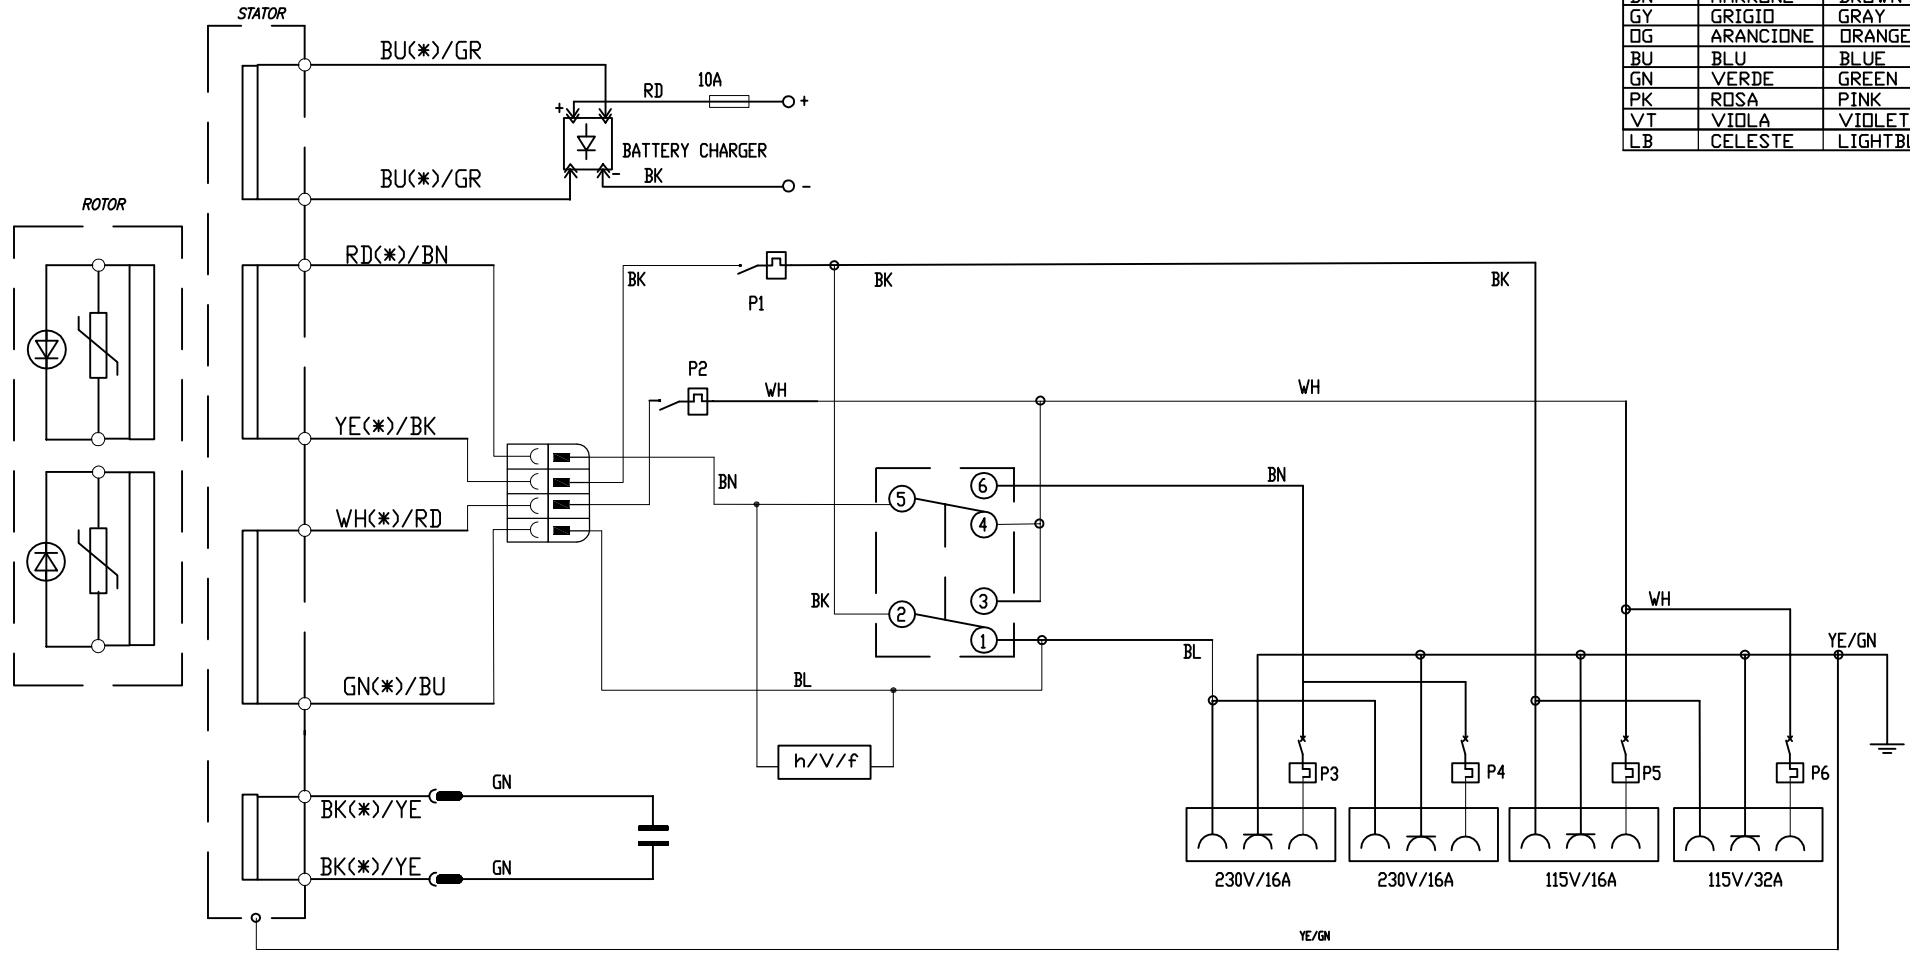 STATOR
GY GRIGIO GRAY
OG ARANCIONE ORANGE
BU BLU BLUE
GN VERDE GREEN
PK ROSA PINK
VT VIOLA VIOLET
LB CELESTE
BU(*)/GR
RD
10A
+
+
BATTERY CHARGER
BU(*)/GR
BK
-
-
ROTOR
RD(*)/BN
BK
P1
BK
BK
P2
WH
WH
YE(*)/BK
BN
5
6
4
BN
WH(*)/RD
BK
2
3
1
WH
YE/GN
BL
GN(*)/BU
BL
h/V/f
P3
P4
P5
P6
GN
BK(*)/YE
BK(*)/YE
GN
230V/16A
230V/16A
115V/16A
115V/32A
YE/GN